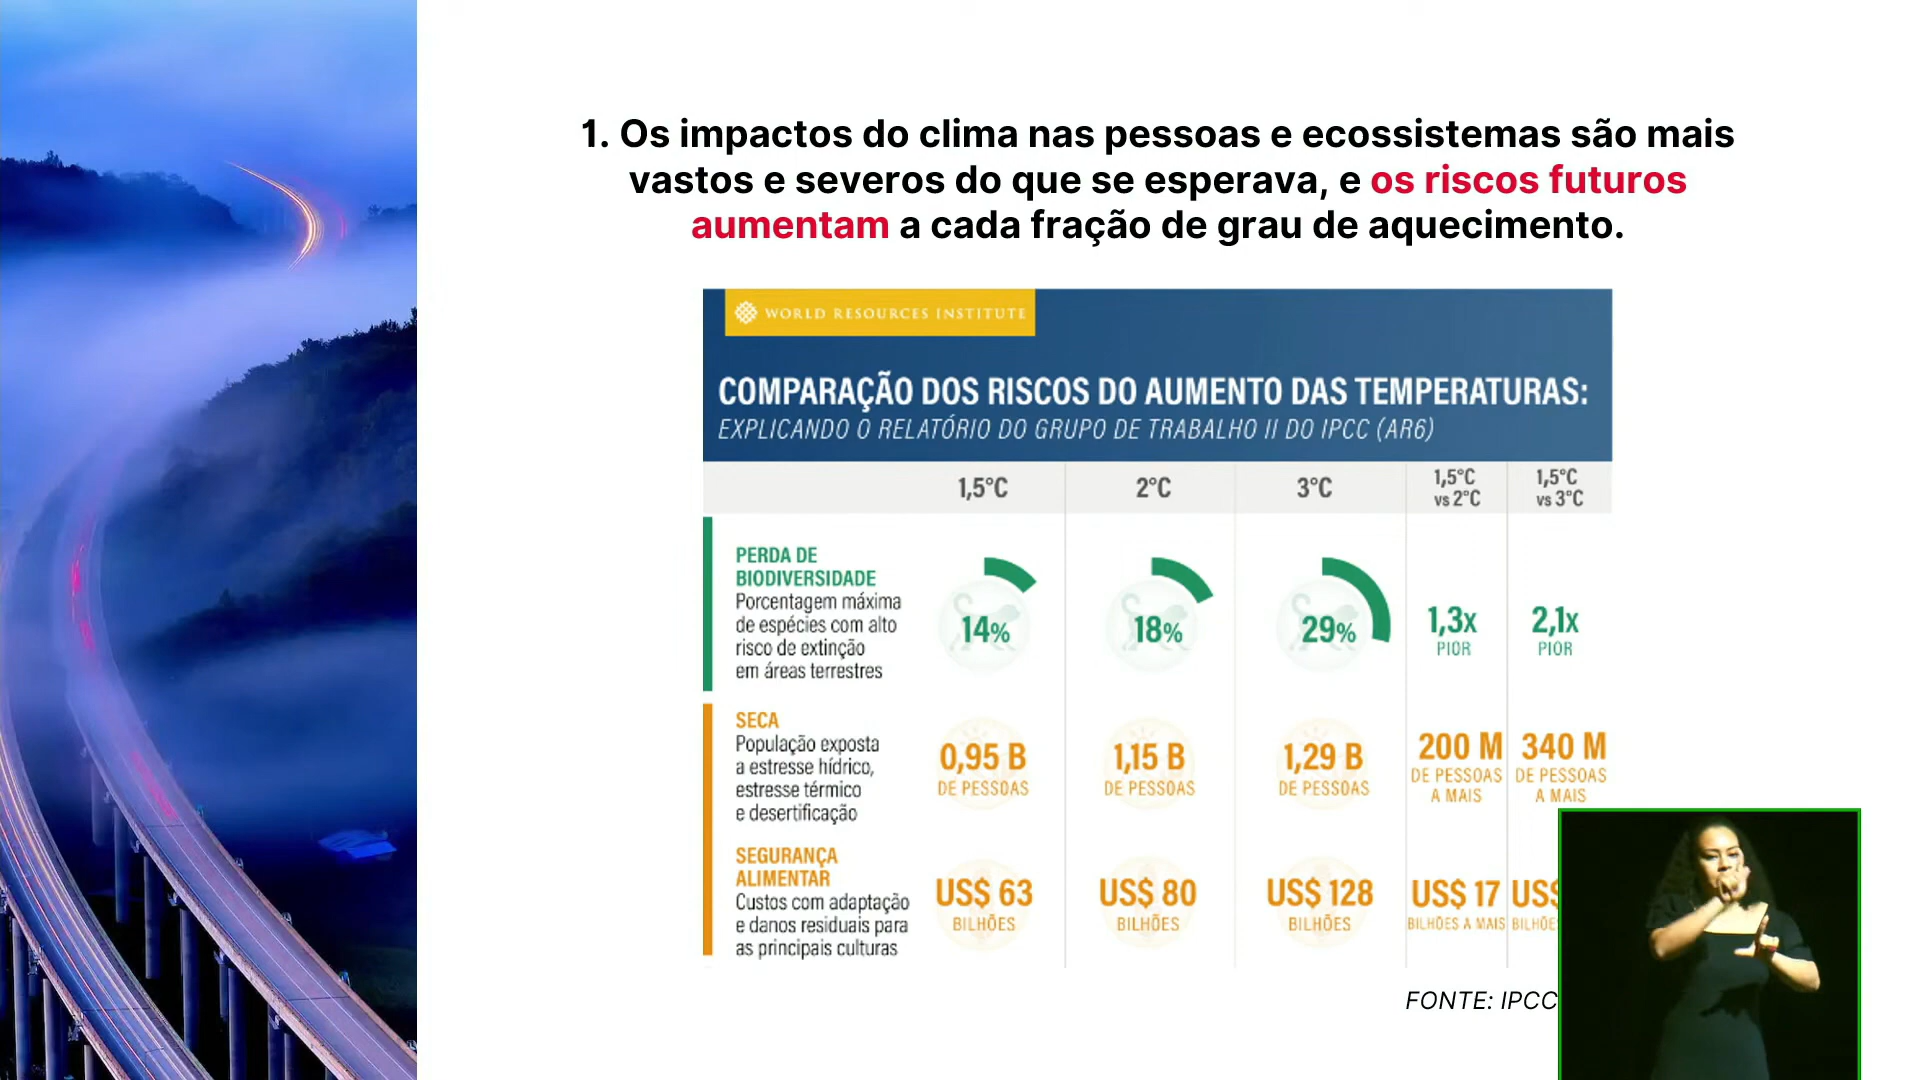 1. Os impactos do clima nas pessoas e ecossistemas são mais
vastos e severos do que se esperava, e os riscos futuros
aumentam a cada fração de grau de aquecimento.
WORLD RESOURCES INSTITUTE
COMPARAÇÃO DOS RISCOS DO AUMENTO DAS TEMPERATURAS:
EXPLICANDO O RELATÓRIO DO GRUPO DE TRABALHO II DO IPCC (AR6)
1,5°C 2°C 3°C 1,5°C vs 2°C 1,5°C vs 3°C
PERDA DE
BIODIVERSIDADE
Porcentagem máxima
de espécies com alto
risco de extinção
em áreas terrestres
14% 18% 29% 1,3x 2,1x
PIOR PIOR
SECA
População exposta
a estresse hídrico,
estresse térmico
e desertificação
0,95 B 1,15 B 1,29 B 200 M 340 M
DE PESSOAS DE PESSOAS DE PESSOAS DE PESSOAS DE PESSOAS
A MAIS A MAIS
SEGURANÇA
ALIMENTAR
Custos com adaptação
e danos residuais para
as principais culturas
US$ 63 US$ 80 US$ 128 US$ 17 US$
BILHÕES BILHÕES BILHÕES BILHÕES A MAIS
FONTE: IPCC